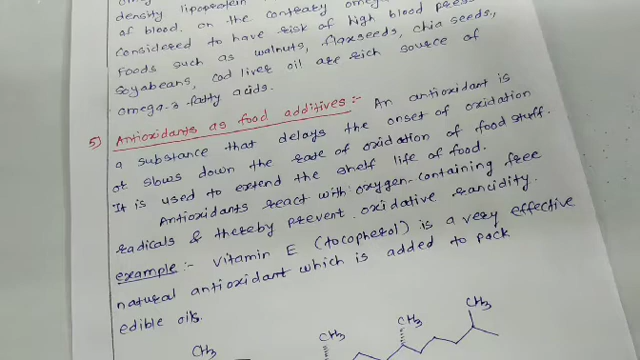 density lipoprotein
of blood. On the contrary omeg
considered to have risk of high blood pres
Foods such as walnuts, flaxseeds, chia seeds,
soyabeans, cod liver oil are rich source of
omega-3-fatty acids.
5) Antioxidants as food additives :- An antioxidant is
a substance that delays the onset of oxidation
or slows down the rate of oxidation of food stuff.
It is used to extend the shelf life of food.
Antioxidants react with oxygen-containing free
radicals & thereby prevent oxidative rancidity.
example :- Vitamin E (tocopherol) is a very effective
natural antioxidant which is added to pack
edible oils.
CH3
CH3
CH3
CH3